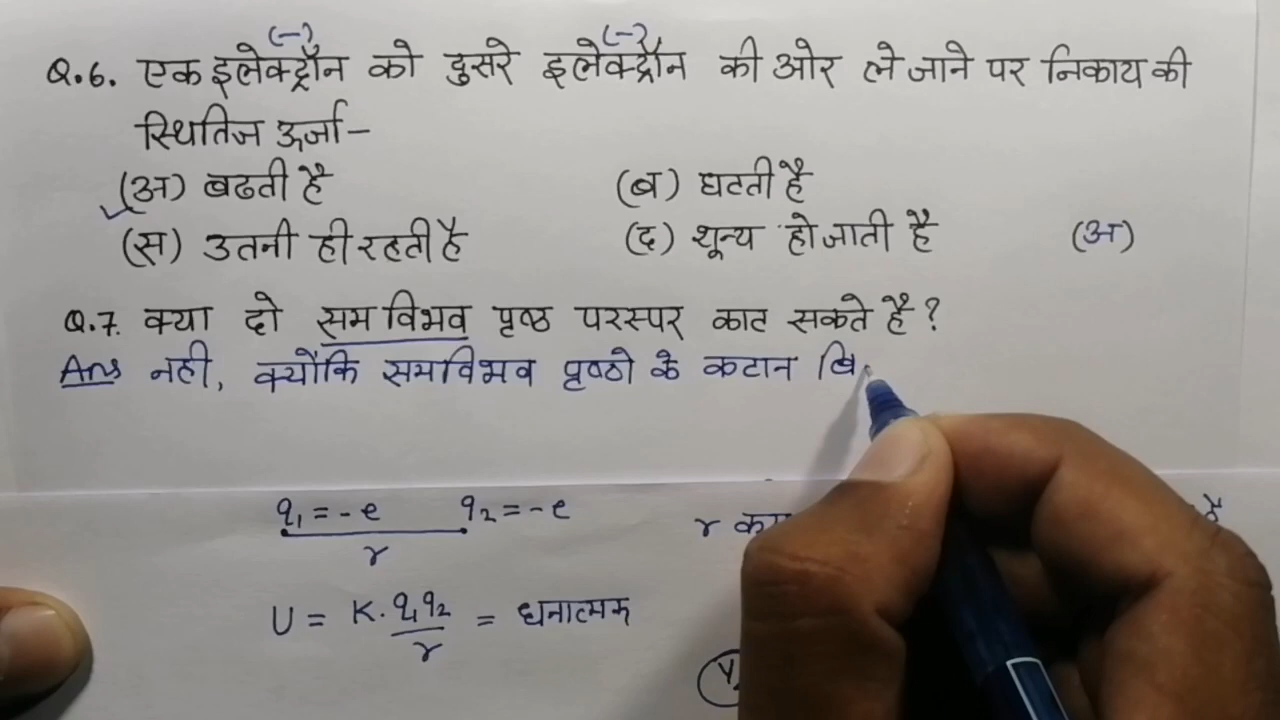 (–) (–)
Q.6. एक इलेक्ट्रॉन को दुसरे इलेक्ट्रॉन की ओर ले जाने पर निकाय की
स्थितिज ऊर्जा –
(अ) बढती है (ब) घटती है
(स) उतनी ही रहती है (द) शून्य हो जाती है (अ)
Q.7. क्या दो समविभव पृष्ठ परस्पर काट सकते है?
Ans नही, क्योंकि समविभव पृष्ठो के कटान बि
q₁ = - e q₂ = - e r है
r
U = K. q₁q₂/r = धनात्मक